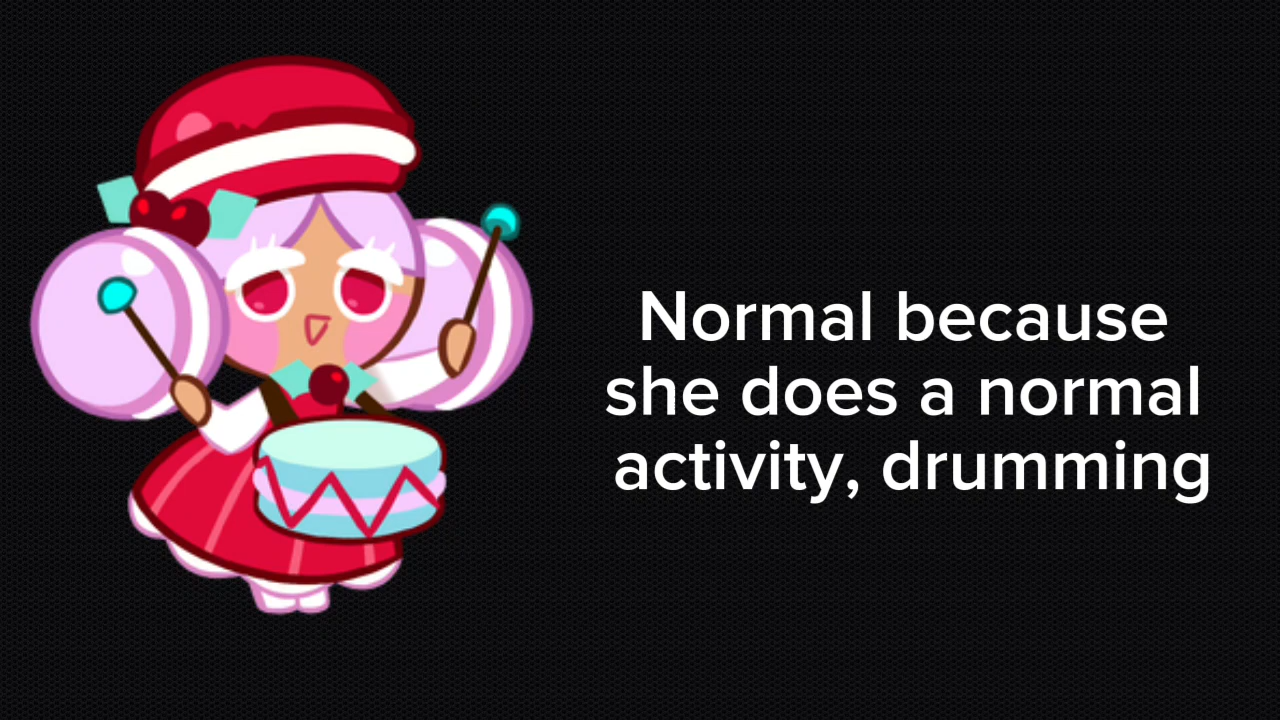 Normal because
she does a normal
activity, drumming